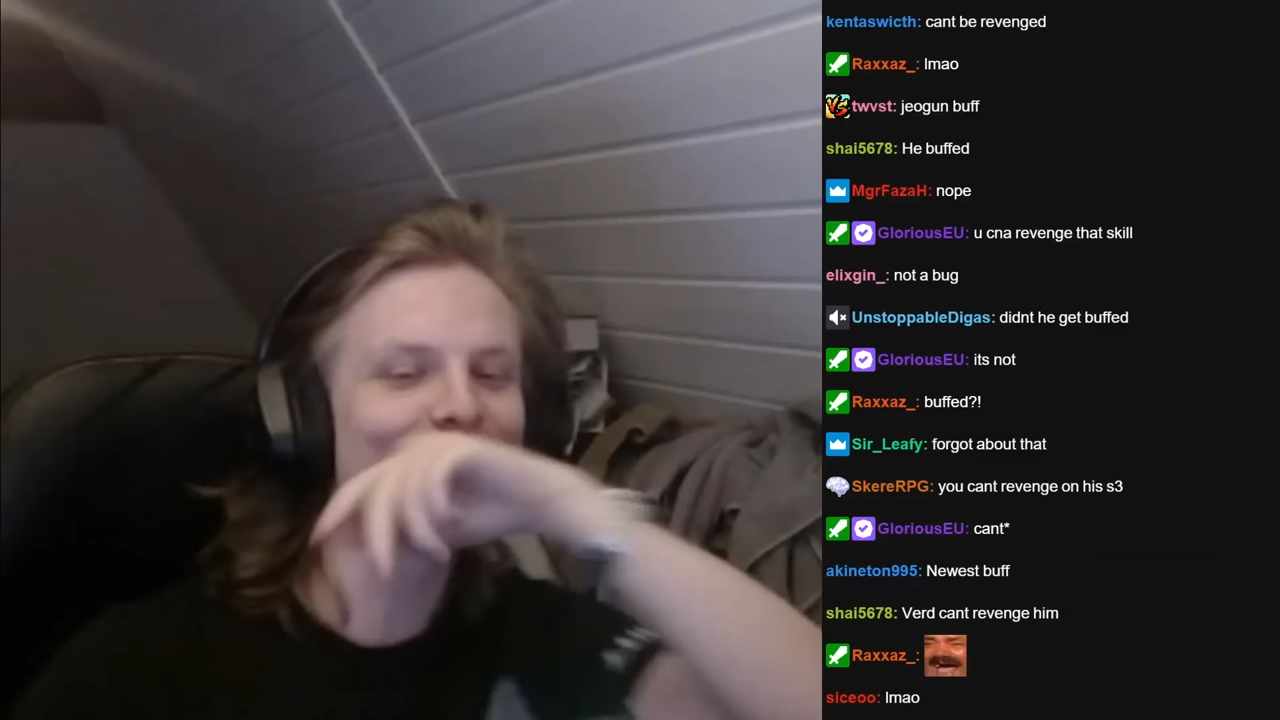 kentaswicth: cant be revenged
Raxxaz_: lmao
twvst: jeogun buff
shai5678: He buffed
MgrFazaH: nope
GloriousEU: u cna revenge that skill
elixgin_: not a bug
UnstoppableDigas: didnt he get buffed
GloriousEU: its not
Raxxaz_: buffed?!
Sir_Leafy: forgot about that
SkereRPG: you cant revenge on his s3
GloriousEU: cant*
akineton995: Newest buff
shai5678: Verd cant revenge him
Raxxaz_:
siceoo: lmao